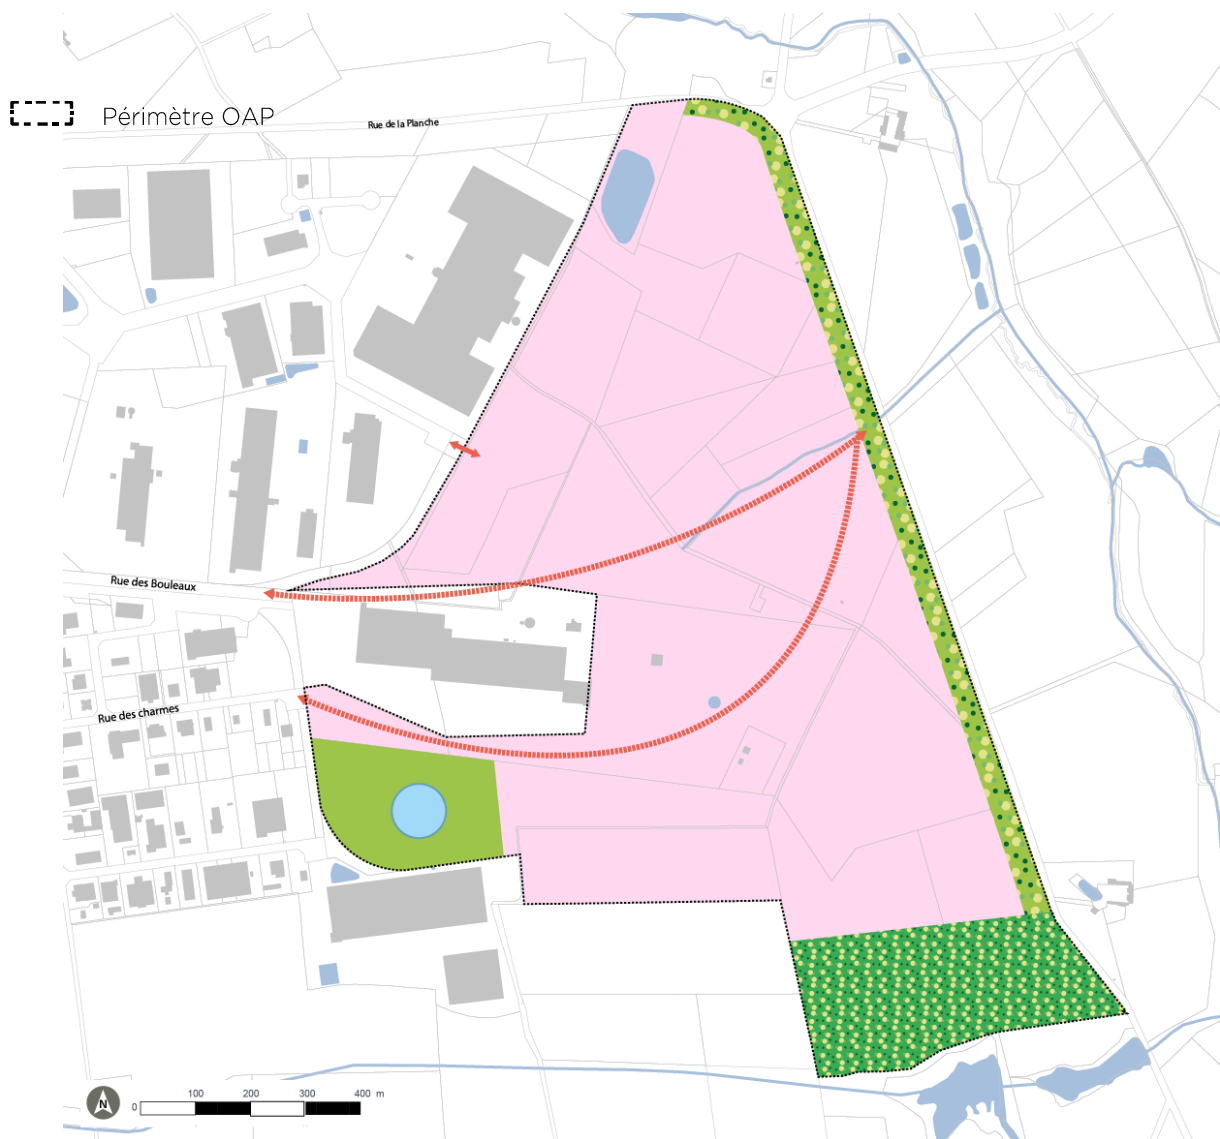 Périmètre OAP
Rue de la Planche
Rue des Bouleaux
Rue des charmes
N
0 100 200 300 400 m